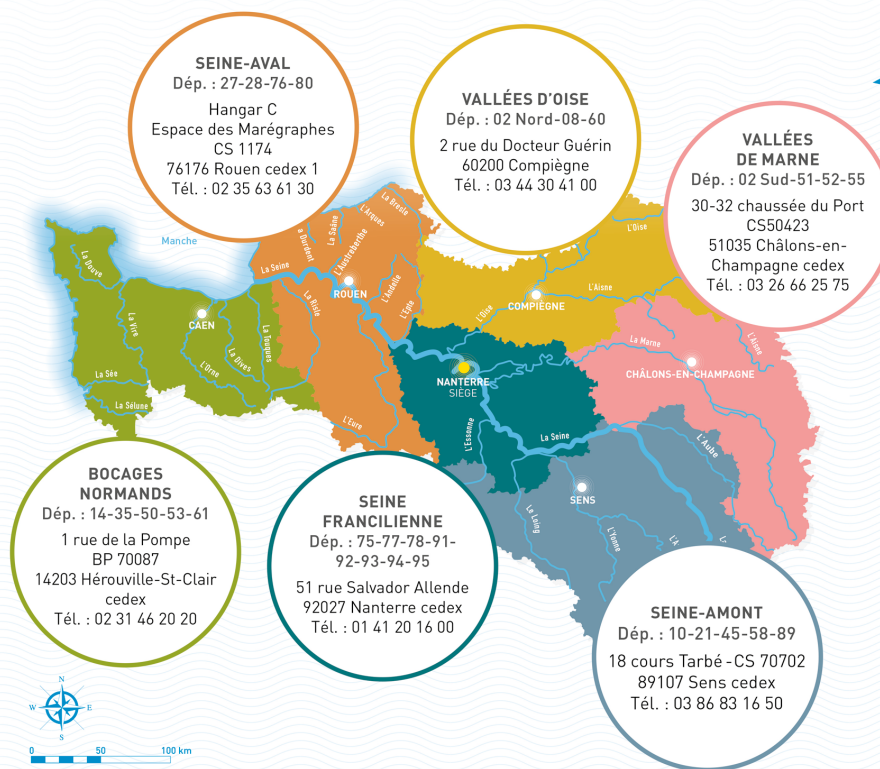 SEINE-AVAL
Dép. : 27-28-76-80
Hangar C
Espace des Marégraphes
CS 1174
76176 Rouen cedex 1
Tél. : 02 35 63 61 30
VALLÉES D'OISE
Dép. : 02 Nord-08-60
2 rue du Docteur Guérin
60200 Compiègne
Tél. : 03 44 30 41 00
VALLÉES
DE MARNE
Dép. : 02 Sud-51-52-55
30-32 chaussée du Port
CS50423
51035 Châlons-en-
Champagne cedex
Tél. : 03 26 66 25 75
Manche
La Douve
La Vire
La Sée
La Sélune
CAEN
L'Orne
La Dives
La Touques
La Seine
a Durdent
La Saâne
L'Arques
La Bresle
L'Austreberthe
ROUEN
La Risle
L'Andelle
L'Epte
L'Eure
L'Oise
L'Oise
L'Aisne
COMPIÈGNE
La Marne
L'Aisne
CHÂLONS-EN-CHAMPAGNE
NANTERRE
SIÈGE
L'Essonne
La Seine
L'Aube
SENS
Le Loing
L'Yonne
L'A
BOCAGES
NORMANDS
Dép. : 14-35-50-53-61
1 rue de la Pompe
BP 70087
14203 Hérouville-St-Clair
cedex
Tél. : 02 31 46 20 20
SEINE
FRANCILIENNE
Dép. : 75-77-78-91-
92-93-94-95
51 rue Salvador Allende
92027 Nanterre cedex
Tél. : 01 41 20 16 00
SEINE-AMONT
Dép. : 10-21-45-58-89
18 cours Tarbé - CS 70702
89107 Sens cedex
Tél. : 03 86 83 16 50
N
W E
S
0 50 100 km